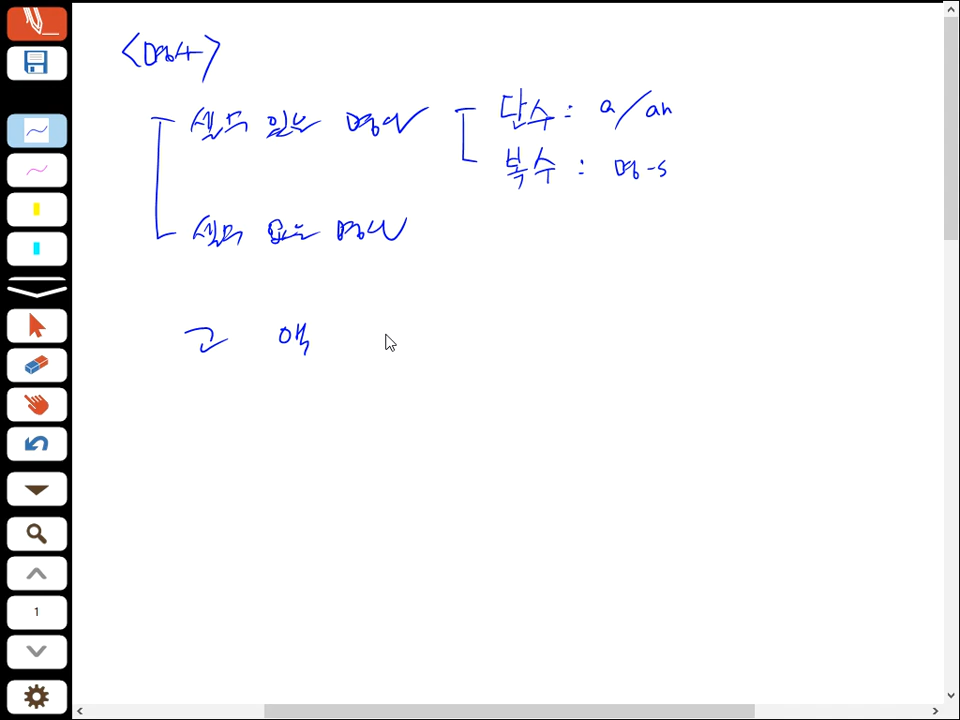 <명사>
셀 수 있는 명사
단수 : a/an
복수 : 명-s
셀 수 없는 명사
고 액
1